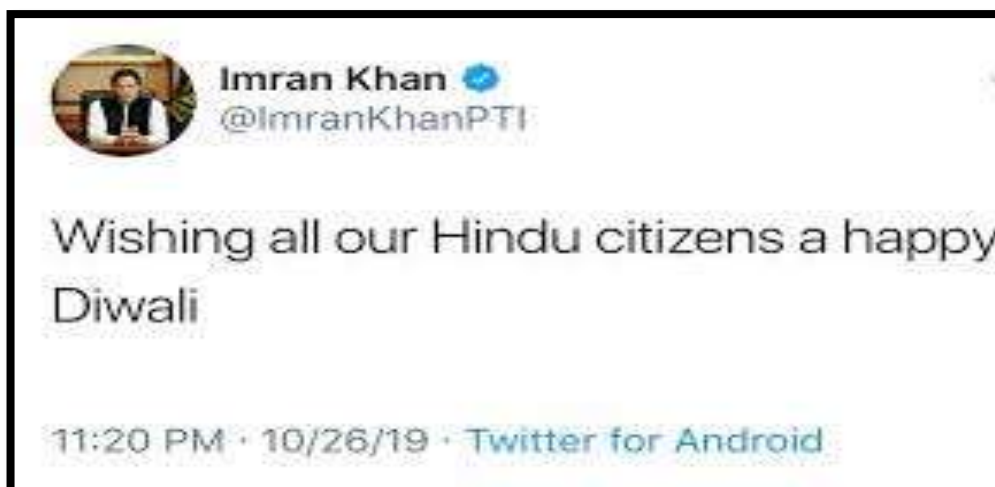 Imran Khan
@ImranKhanPTI
Wishing all our Hindu citizens a happy
Diwali
11:20 PM · 10/26/19 · Twitter for Android